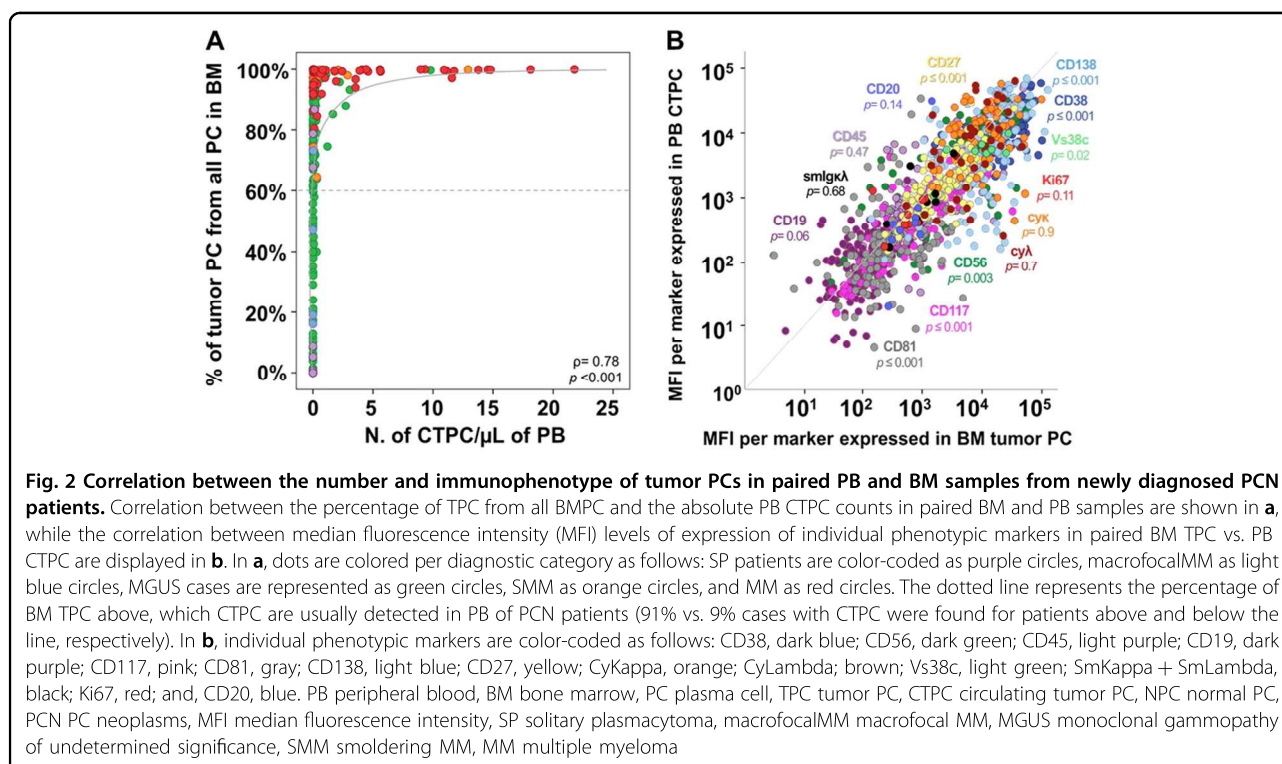 A
% of tumor PC from all PC in BM
100%
80%
60%
40%
20%
0%
ρ= 0.78
p <0.001
0 5 10 15 20 25
N. of CTPC/µL of PB
B
MFI per marker expressed in PB CTPC
10⁵
10⁴
10³
10²
10¹
10⁰
CD27
p ≤ 0.001
CD138
p ≤ 0.001
CD20
p= 0.14
CD38
p ≤ 0.001
CD45
p= 0.47
Vs38c
p= 0.02
smIgκλ
p= 0.68
Ki67
p= 0.11
CD19
p= 0.06
cyκ
p= 0.9
cyλ
p= 0.7
CD56
p= 0.003
CD117
p ≤ 0.001
CD81
p ≤ 0.001
10¹ 10² 10³ 10⁴ 10⁵
MFI per marker expressed in BM tumor PC
Fig. 2 Correlation between the number and immunophenotype of tumor PCs in paired PB and BM samples from newly diagnosed PCN
patients. Correlation between the percentage of TPC from all BMPC and the absolute PB CTPC counts in paired BM and PB samples are shown in a,
while the correlation between median fluorescence intensity (MFI) levels of expression of individual phenotypic markers in paired BM TPC vs. PB
CTPC are displayed in b. In a, dots are colored per diagnostic category as follows: SP patients are color-coded as purple circles, macrofocalMM as light
blue circles, MGUS cases are represented as green circles, SMM as orange circles, and MM as red circles. The dotted line represents the percentage of
BM TPC above, which CTPC are usually detected in PB of PCN patients (91% vs. 9% cases with CTPC were found for patients above and below the
line, respectively). In b, individual phenotypic markers are color-coded as follows: CD38, dark blue; CD56, dark green; CD45, light purple; CD19, dark
purple; CD117, pink; CD81, gray; CD138, light blue; CD27, yellow; CyKappa, orange; CyLambda; brown; Vs38c, light green; SmKappa + SmLambda,
black; Ki67, red; and, CD20, blue. PB peripheral blood, BM bone marrow, PC plasma cell, TPC tumor PC, CTPC circulating tumor PC, NPC normal PC,
PCN PC neoplasms, MFI median fluorescence intensity, SP solitary plasmacytoma, macrofocalMM macrofocal MM, MGUS monoclonal gammopathy
of undetermined significance, SMM smoldering MM, MM multiple myeloma